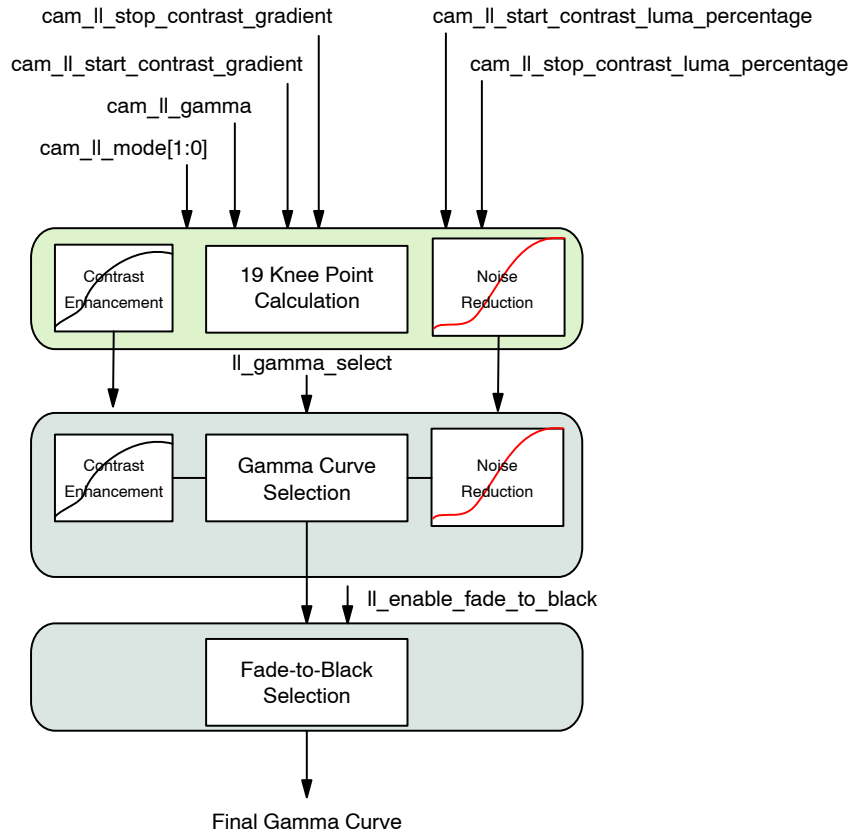 cam_ll_stop_contrast_gradient
cam_ll_start_contrast_luma_percentage
cam_ll_start_contrast_gradient
cam_ll_stop_contrast_luma_percentage
cam_ll_gamma
cam_ll_mode[1:0]
Contrast
Enhancement
19 Knee Point
Calculation
Noise
Reduction
ll_gamma_select
Contrast
Enhancement
Gamma Curve
Selection
Noise
Reduction
ll_enable_fade_to_black
Fade-to-Black
Selection
Final Gamma Curve